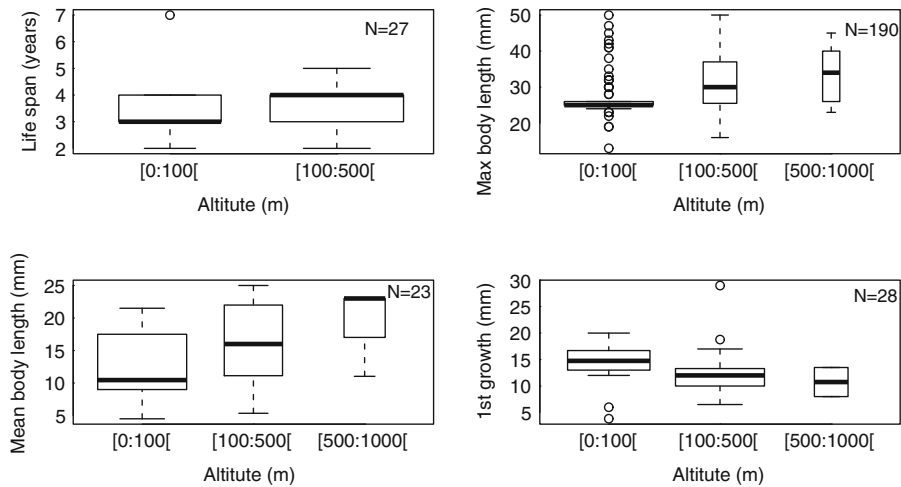 7
6
5
4
3
2
Life span (years)
N=27
[0:100[ [100:500[
Altitute (m)
50
40
30
20
Max body length (mm)
N=190
[0:100[ [100:500[ [500:1000[
Altitute (m)
25
20
15
10
5
Mean body length (mm)
N=23
[0:100[ [100:500[ [500:1000[
Altitute (m)
30
25
20
15
10
5
1st growth (mm)
N=28
[0:100[ [100:500[ [500:1000[
Altitute (m)